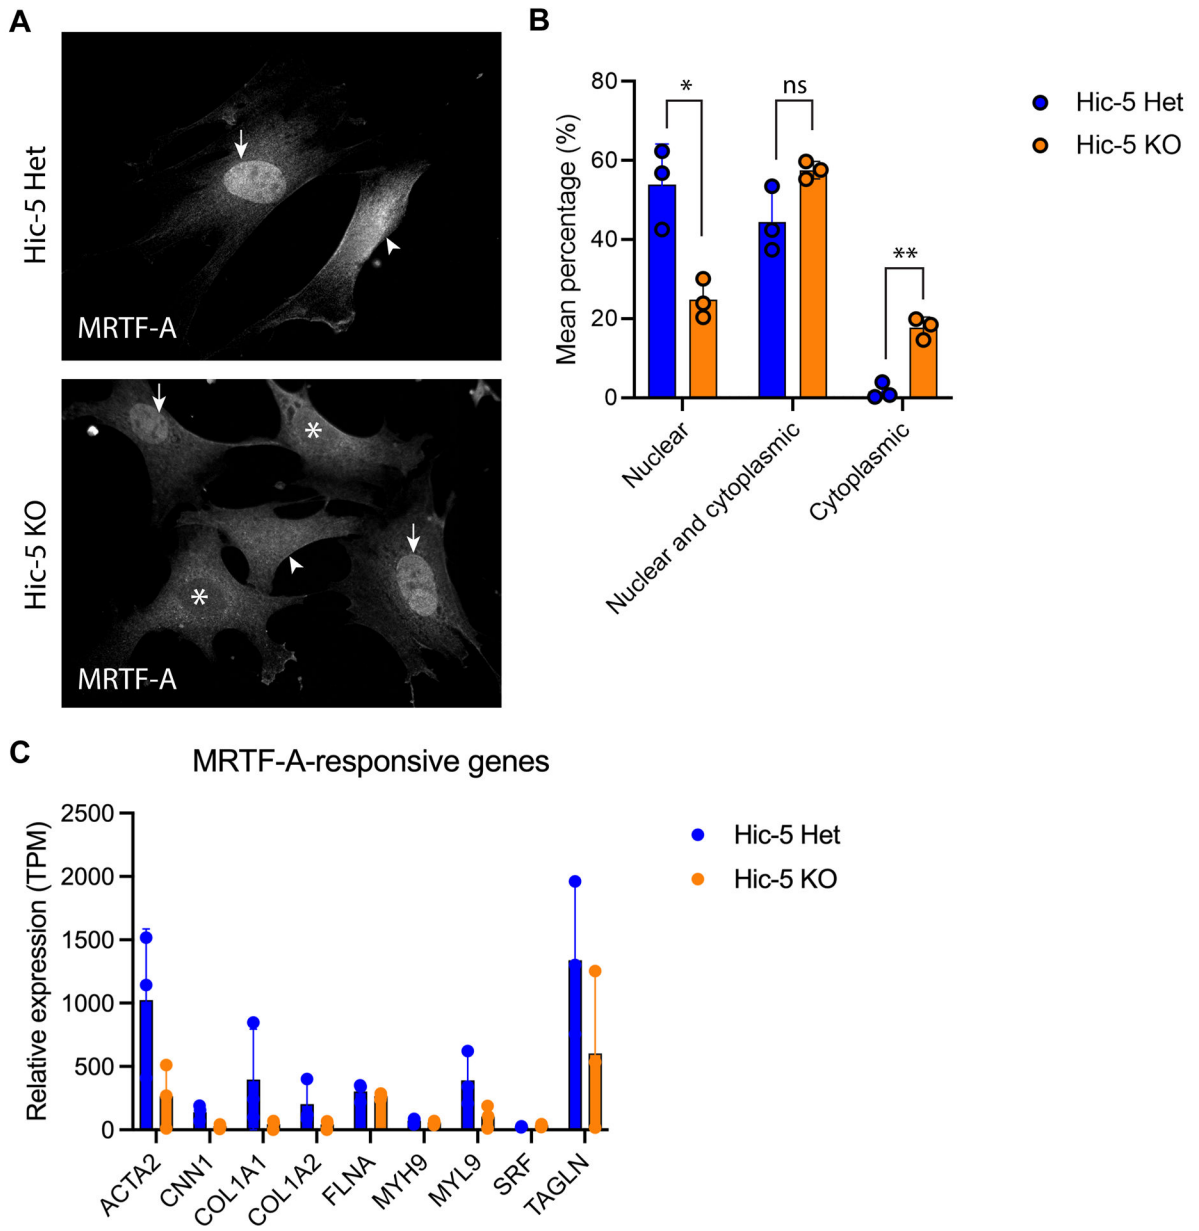 A
Hic-5 Het
MRTF-A
Hic-5 KO
*
*
MRTF-A
B
Mean percentage (%)
80
60
40
20
0
*
ns
**
Nuclear
Nuclear and cytoplasmic
Cytoplasmic
Hic-5 Het
Hic-5 KO
C
MRTF-A-responsive genes
Relative expression (TPM)
2500
2000
1500
1000
500
0
ACTA2
CNN1
COL1A1
COL1A2
FLNA
MYH9
MYL9
SRF
TAGLN
Hic-5 Het
Hic-5 KO